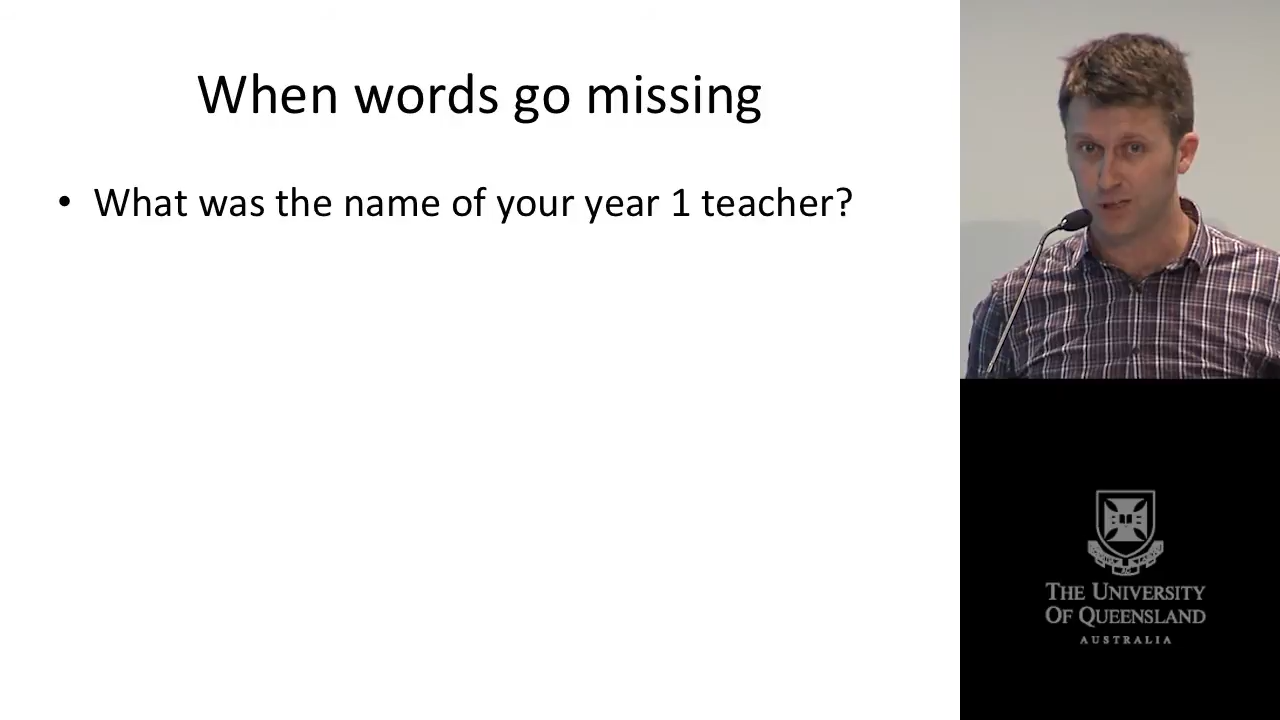 When words go missing
• What was the name of your year 1 teacher?
THE UNIVERSITY
OF QUEENSLAND
AUSTRALIA